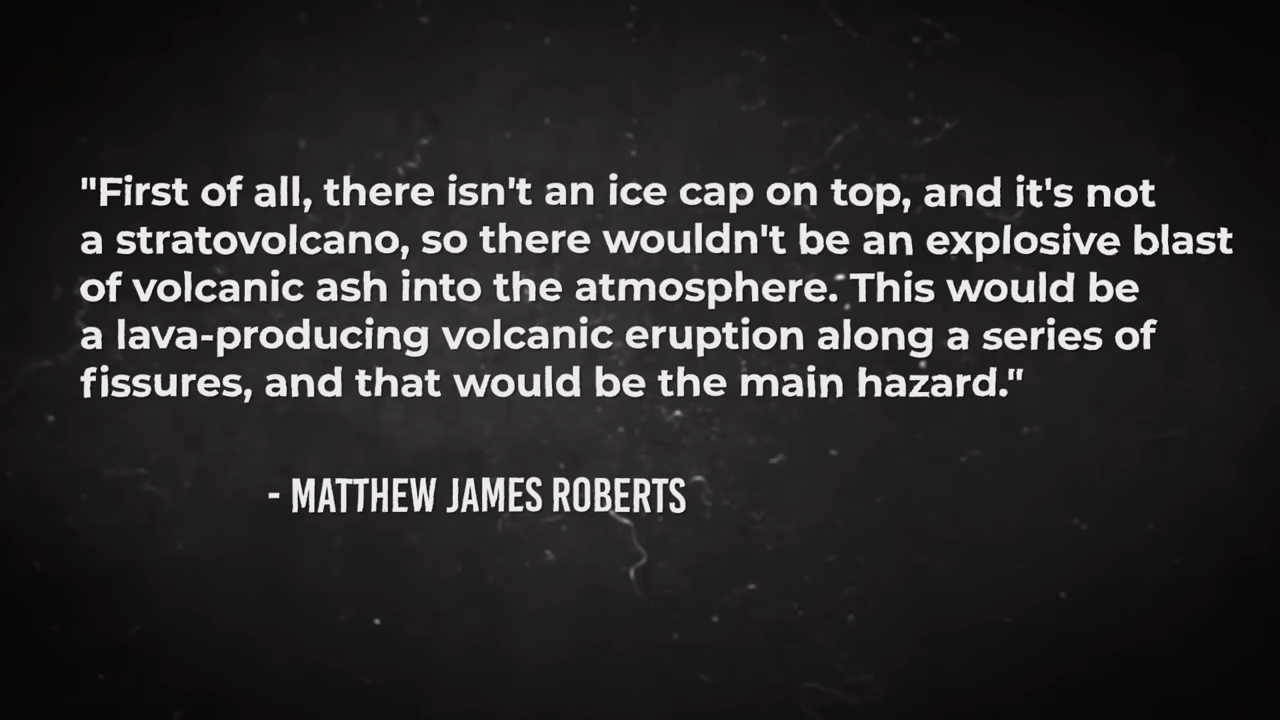 "First of all, there isn't an ice cap on top, and it's not
a stratovolcano, so there wouldn't be an explosive blast
of volcanic ash into the atmosphere. This would be
a lava-producing volcanic eruption along a series of
fissures, and that would be the main hazard."
- MATTHEW JAMES ROBERTS